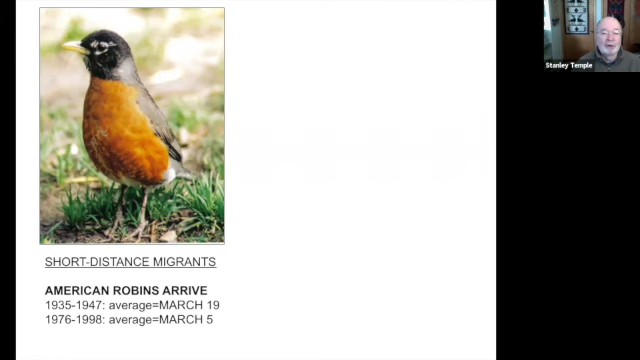 Stanley Temple
SHORT-DISTANCE MIGRANTS
AMERICAN ROBINS ARRIVE
1935-1947: average=MARCH 19
1976-1998: average=MARCH 5